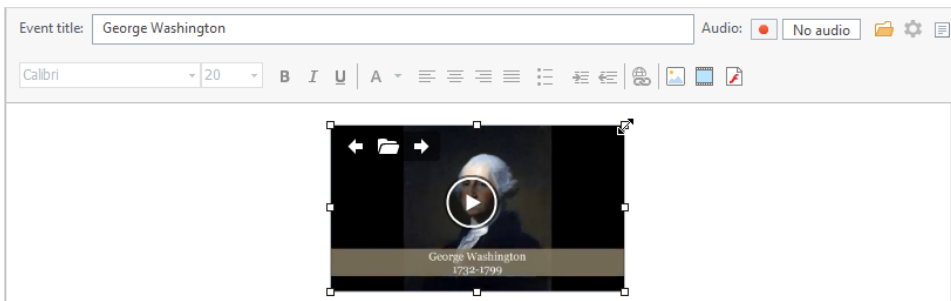 Event title: George Washington Audio: No audio
Calibri 20 B I U A
George Washington
1732-1799